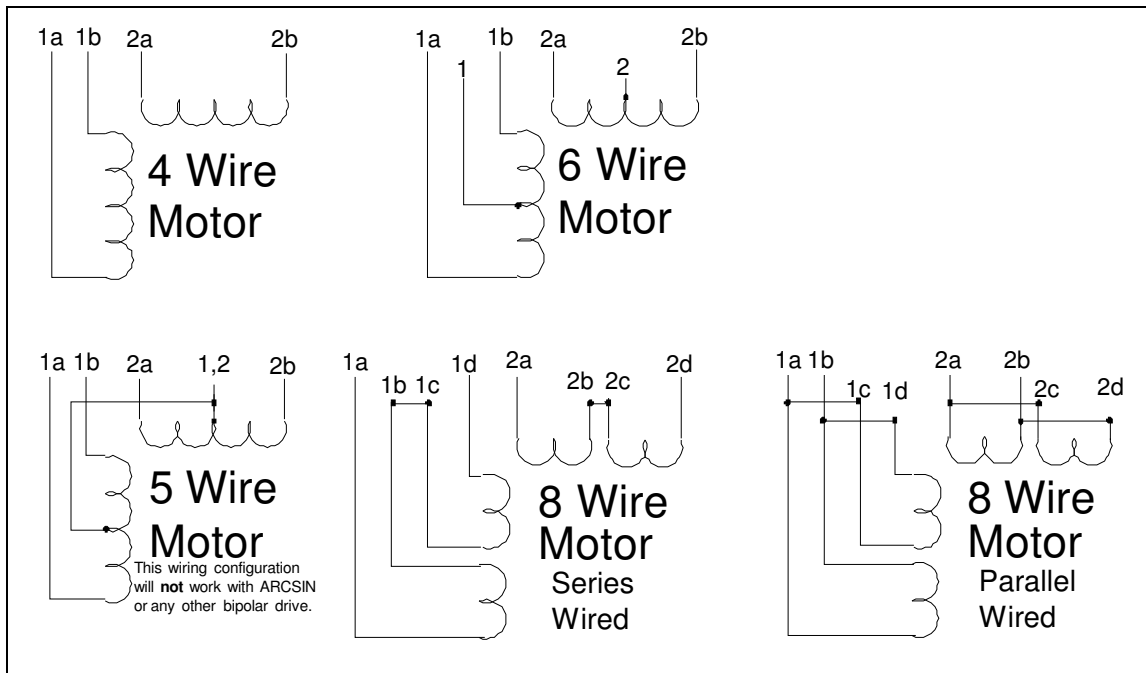 1a 1b 2a 2b
4 Wire
Motor
1a 1 1b 2a 2 2b
6 Wire
Motor
1a 1b 2a 1,2 2b
5 Wire
Motor
This wiring configuration
will not work with ARCSIN
or any other bipolar drive.
1a 1b 1c 1d 2a 2b 2c 2d
8 Wire
Motor
Series
Wired
1a 1b 1c 1d 2a 2b 2c 2d
8 Wire
Motor
Parallel
Wired